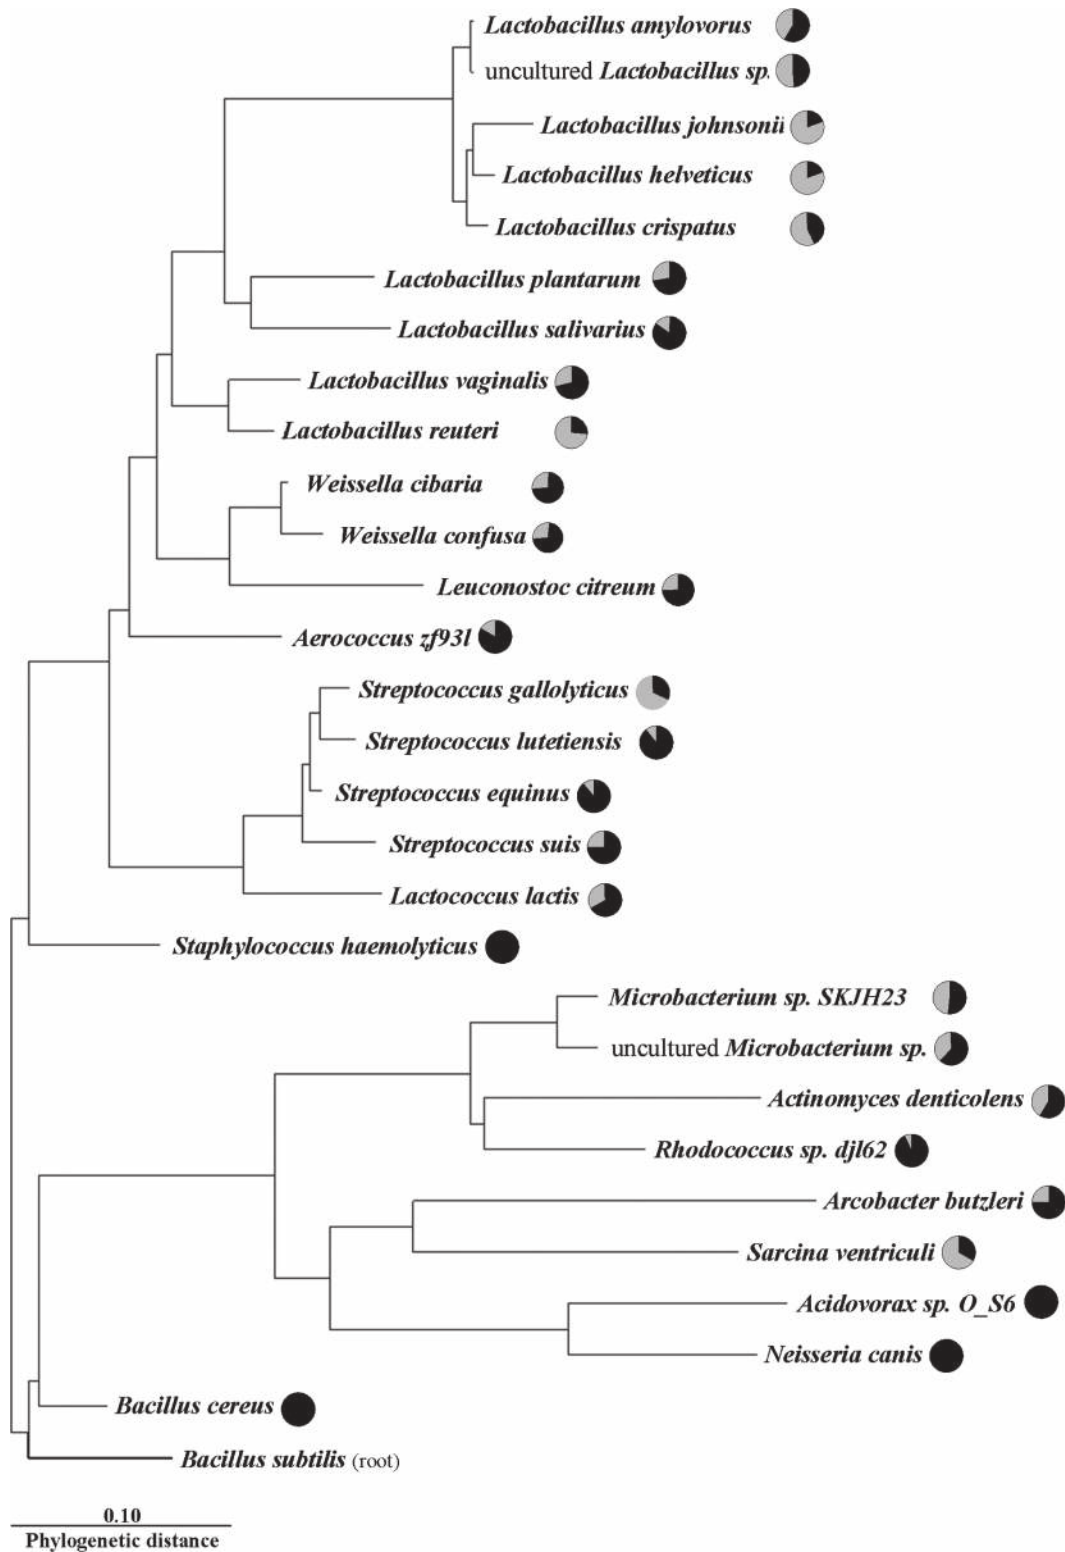 Lactobacillus amylovorus
uncultured Lactobacillus sp.
Lactobacillus johnsonii
Lactobacillus helveticus
Lactobacillus crispatus
Lactobacillus plantarum
Lactobacillus salivarius
Lactobacillus vaginalis
Lactobacillus reuteri
Weissella cibaria
Weissella confusa
Leuconostoc citreum
Aerococcus zf93l
Streptococcus gallolyticus
Streptococcus lutetiensis
Streptococcus equinus
Streptococcus suis
Lactococcus lactis
Staphylococcus haemolyticus
Microbacterium sp. SKJH23
uncultured Microbacterium sp.
Actinomyces denticolens
Rhodococcus sp. djl62
Arcobacter butzleri
Sarcina ventriculi
Acidovorax sp. O_S6
Neisseria canis
Bacillus cereus
Bacillus subtilis (root)
0.10
Phylogenetic distance